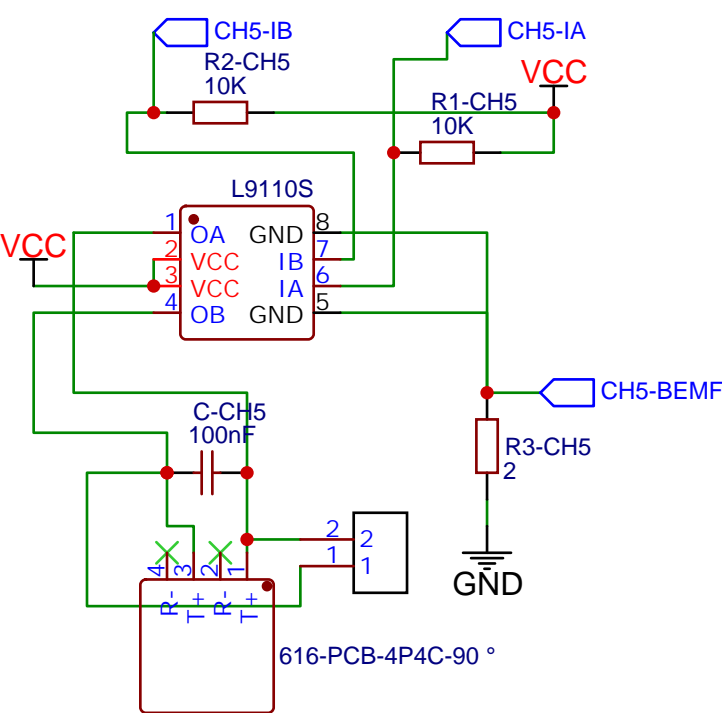 CH5-IB
CH5-IA
R2-CH5
10K
VCC
R1-CH5
10K
L9110S
VCC
1 OA GND 8
2 VCC IB 7
3 VCC IA 6
4 OB GND 5
CH5-BEMF
C-CH5
100nF
R3-CH5
2
2 2
1 1
GND
4 3 2 1
R- T+ R- T+
616-PCB-4P4C-90 °